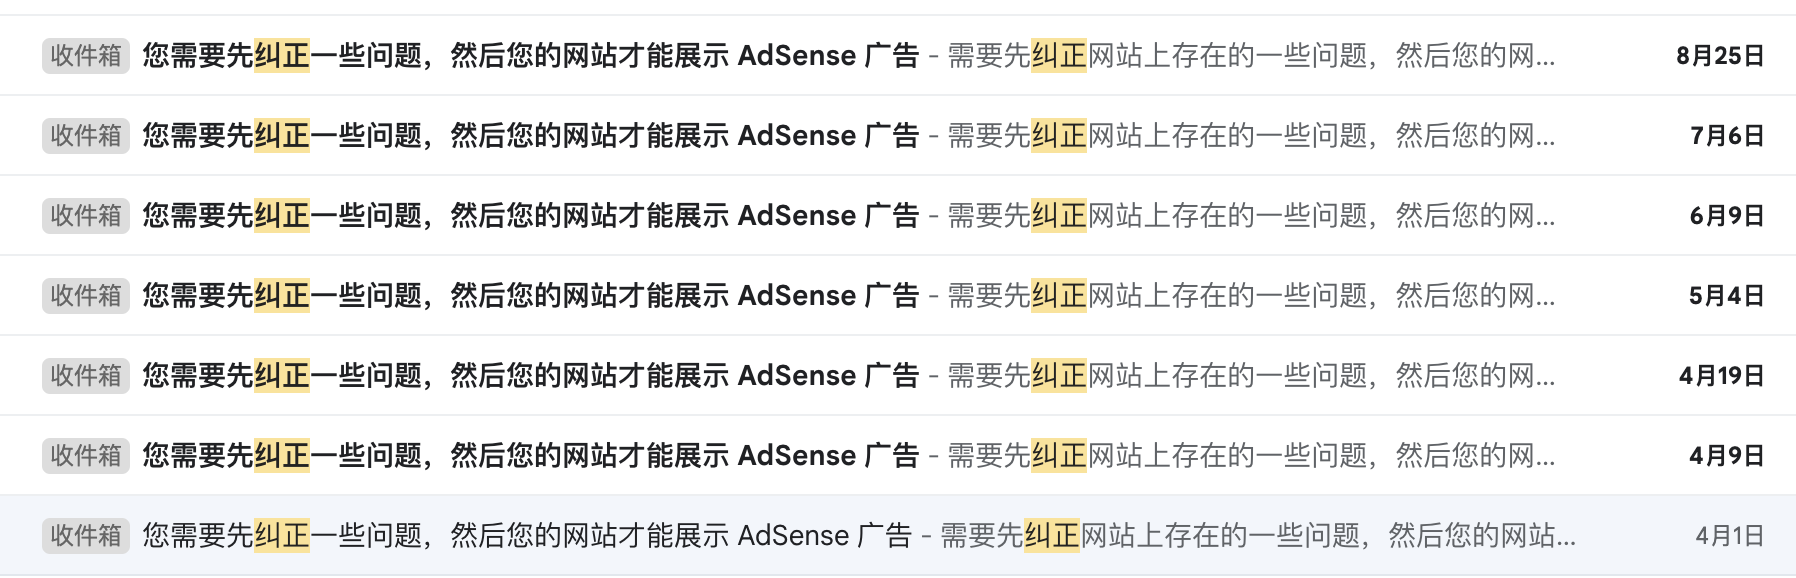 收件箱 您需要先纠正一些问题，然后您的网站才能展示 AdSense 广告 - 需要先纠正网站上存在的一些问题，然后您的网... 8月25日
收件箱 您需要先纠正一些问题，然后您的网站才能展示 AdSense 广告 - 需要先纠正网站上存在的一些问题，然后您的网... 7月6日
收件箱 您需要先纠正一些问题，然后您的网站才能展示 AdSense 广告 - 需要先纠正网站上存在的一些问题，然后您的网... 6月9日
收件箱 您需要先纠正一些问题，然后您的网站才能展示 AdSense 广告 - 需要先纠正网站上存在的一些问题，然后您的网... 5月4日
收件箱 您需要先纠正一些问题，然后您的网站才能展示 AdSense 广告 - 需要先纠正网站上存在的一些问题，然后您的网... 4月19日
收件箱 您需要先纠正一些问题，然后您的网站才能展示 AdSense 广告 - 需要先纠正网站上存在的一些问题，然后您的网... 4月9日
收件箱 您需要先纠正一些问题，然后您的网站才能展示 AdSense 广告 - 需要先纠正网站上存在的一些问题，然后您的网站... 4月1日